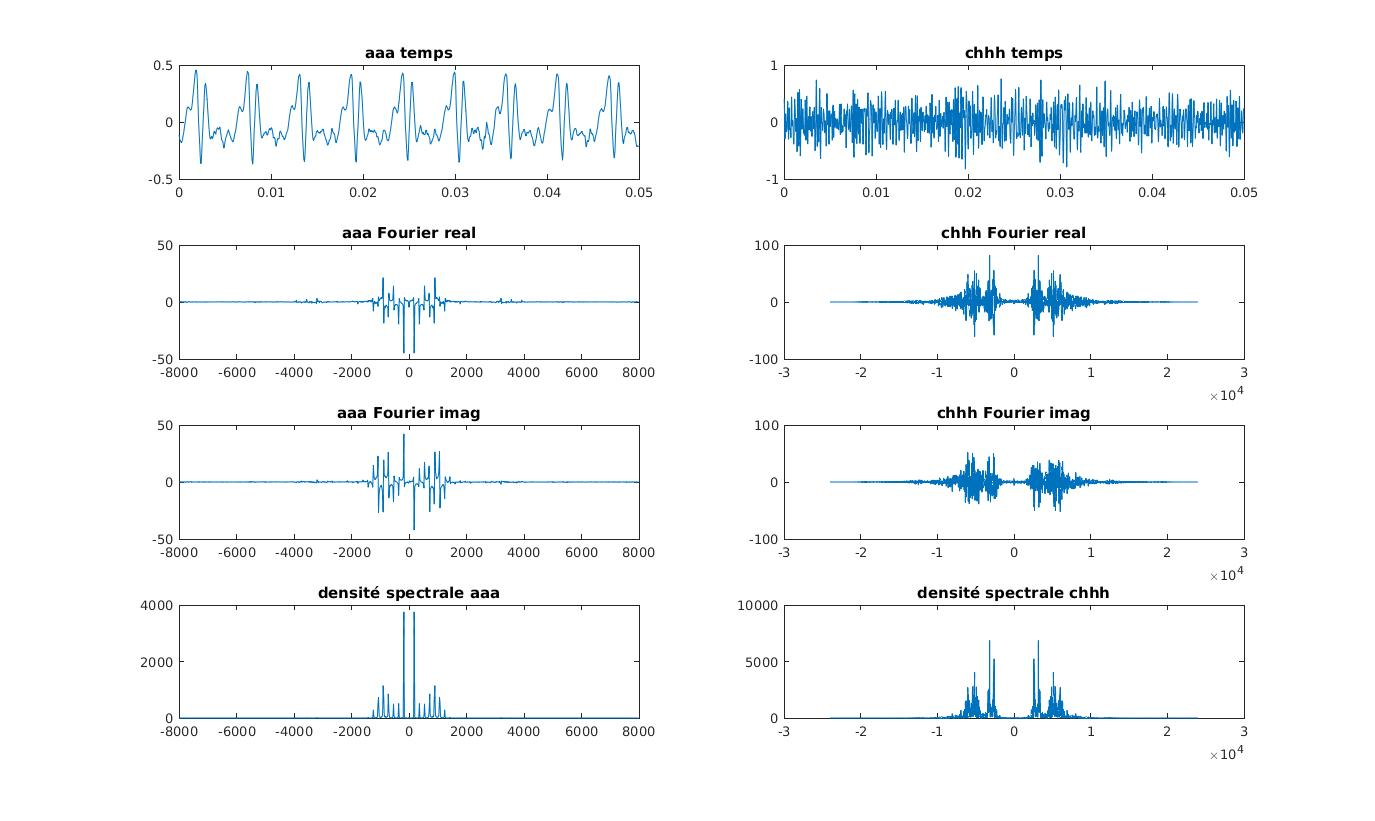 aaa temps
0.5
0
-0.5
0 0.01 0.02 0.03 0.04 0.05
chhh temps
1
0
-1
0 0.01 0.02 0.03 0.04 0.05
aaa Fourier real
50
0
-50
-8000 -6000 -4000 -2000 0 2000 4000 6000 8000
chhh Fourier real
100
0
-100
-3 -2 -1 0 1 2 3
×10^4
aaa Fourier imag
50
0
-50
-8000 -6000 -4000 -2000 0 2000 4000 6000 8000
chhh Fourier imag
100
0
-100
-3 -2 -1 0 1 2 3
×10^4
densité spectrale aaa
4000
2000
0
-8000 -6000 -4000 -2000 0 2000 4000 6000 8000
densité spectrale chhh
10000
5000
0
-3 -2 -1 0 1 2 3
×10^4